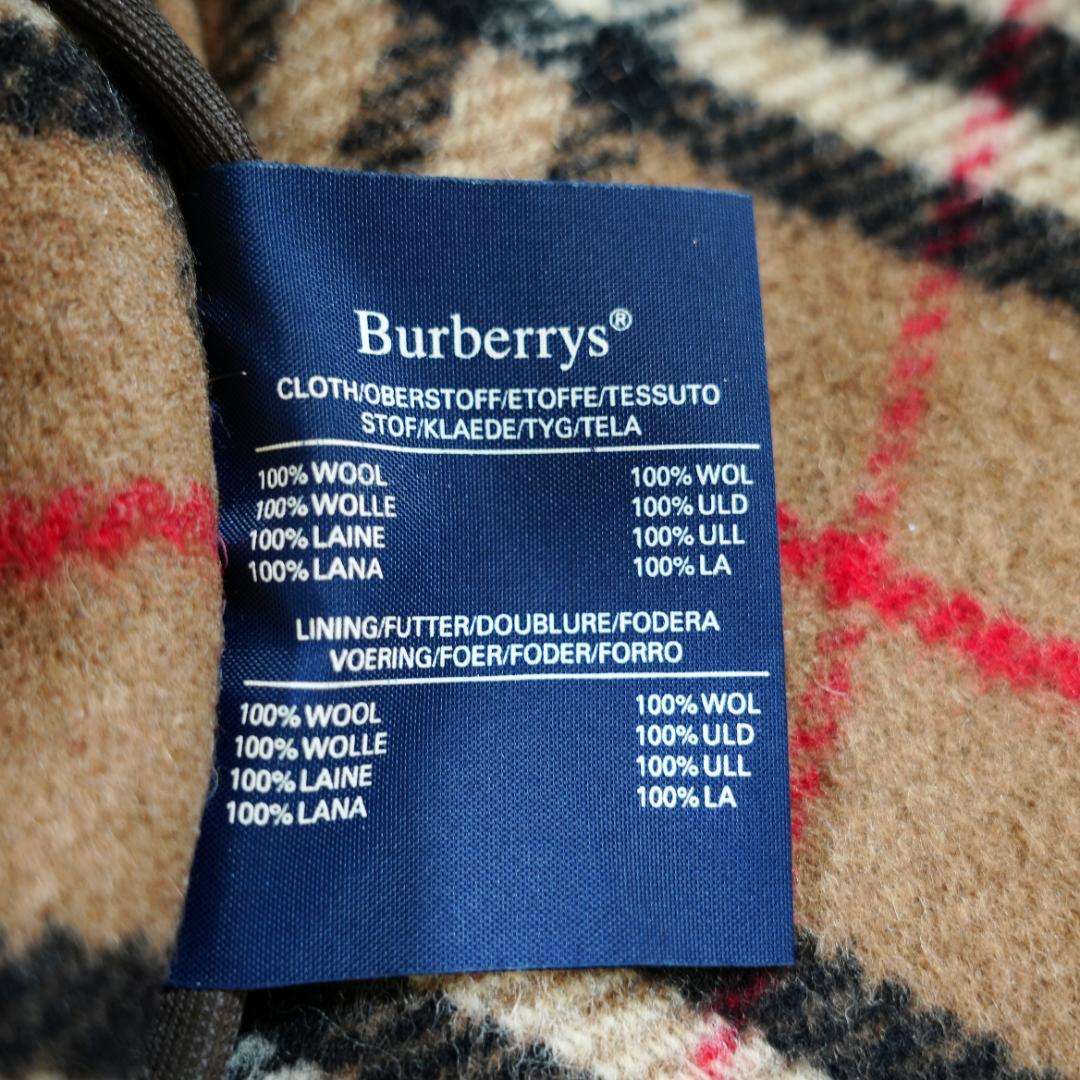 Burberrys®
CLOTH/OBERSTOFF/ETOFFE/TESSUTO
STOF/KLAEDE/TYG/TELA
100% WOOL 100% WOL
100% WOLLE 100% ULD
100% LAINE 100% ULL
100% LANA 100% LA
LINING/FUTTER/DOUBLURE/FODERA
VOERING/FOER/FODER/FORRO
100% WOOL 100% WOL
100% WOLLE 100% ULD
100% LAINE 100% ULL
100% LANA 100% LA